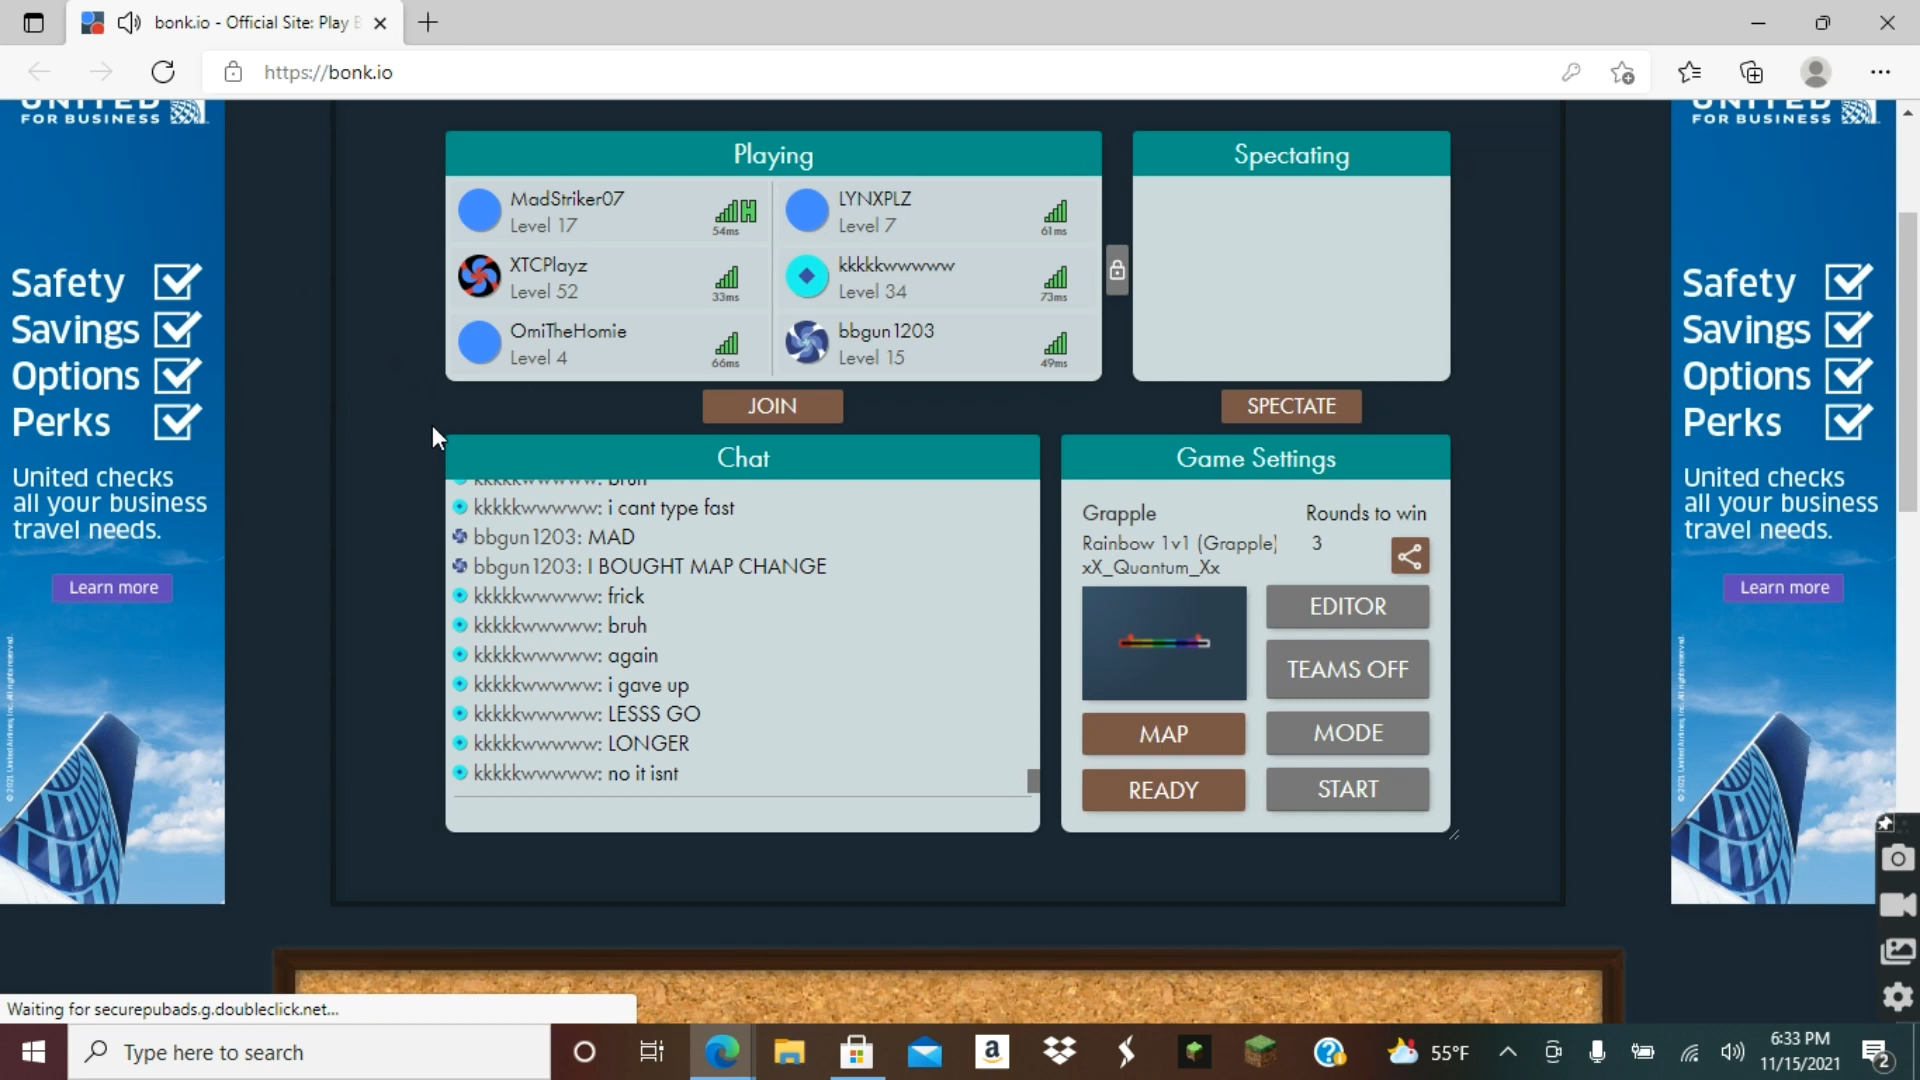 bonk.io - Official Site: Play B
https://bonk.io
UNITED
FOR BUSINESS
Safety
Savings
Options
Perks
United checks
all your business
travel needs.
Learn more
Playing
MadStriker07
Level 17
54ms
LYNXPLZ
Level 7
61ms
XTCPlayz
Level 52
33ms
kkkkkwwwww
Level 34
73ms
OmiTheHomie
Level 4
66ms
bbgun1203
Level 15
49ms
JOIN
Spectating
SPECTATE
Chat
kkkkkwwwww: bruh
kkkkkwwwww: i cant type fast
bbgun1203: MAD
bbgun1203: I BOUGHT MAP CHANGE
kkkkkwwwww: frick
kkkkkwwwww: bruh
kkkkkwwwww: again
kkkkkwwwww: i gave up
kkkkkwwwww: LESSS GO
kkkkkwwwww: LONGER
kkkkkwwwww: no it isnt
Game Settings
Grapple
Rounds to win
Rainbow 1v1 (Grapple)
3
xX_Quantum_Xx
EDITOR
TEAMS OFF
MAP
MODE
READY
START
UNITED
FOR BUSINESS
Safety
Savings
Options
Perks
United checks
all your business
travel needs.
Learn more
Waiting for securepubads.g.doubleclick.net...
Type here to search
55°F
6:33 PM
11/15/2021
2